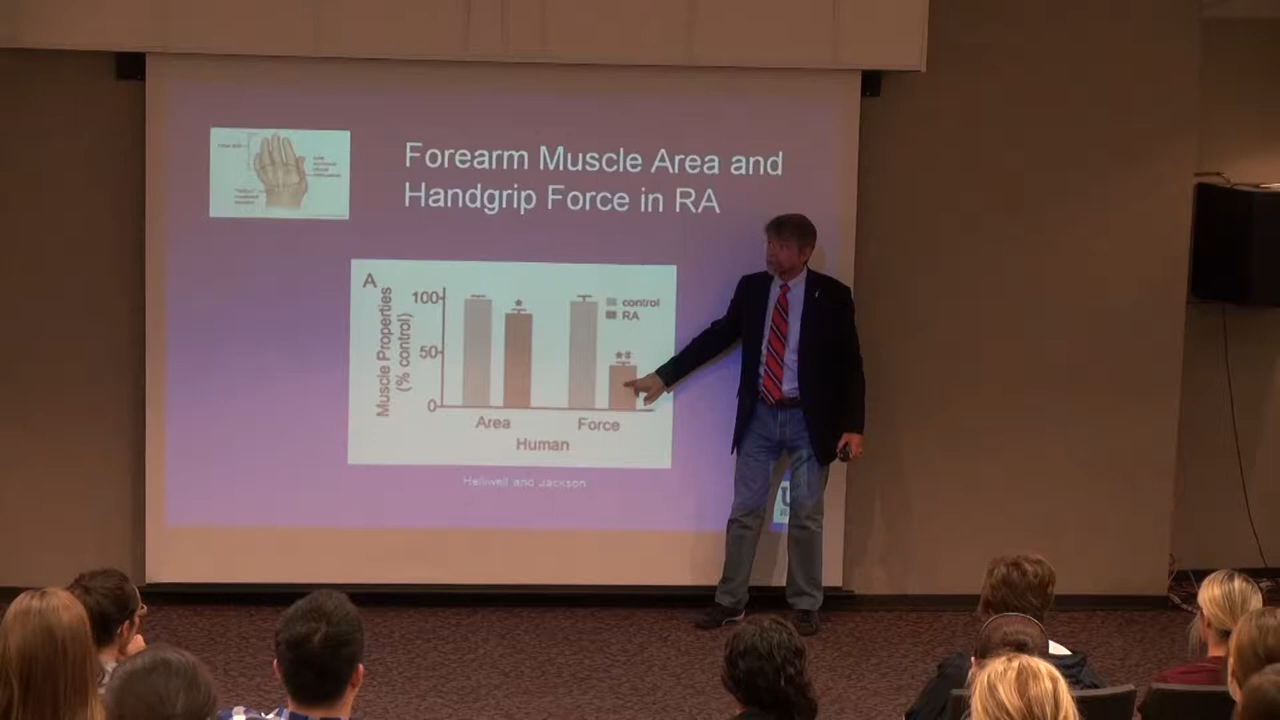 Forearm Muscle Area and
Handgrip Force in RA
A
Muscle Properties
(% control)
100
50
0
* 
*#
control
RA
Area
Force
Human
Helliwell and Jackson
U